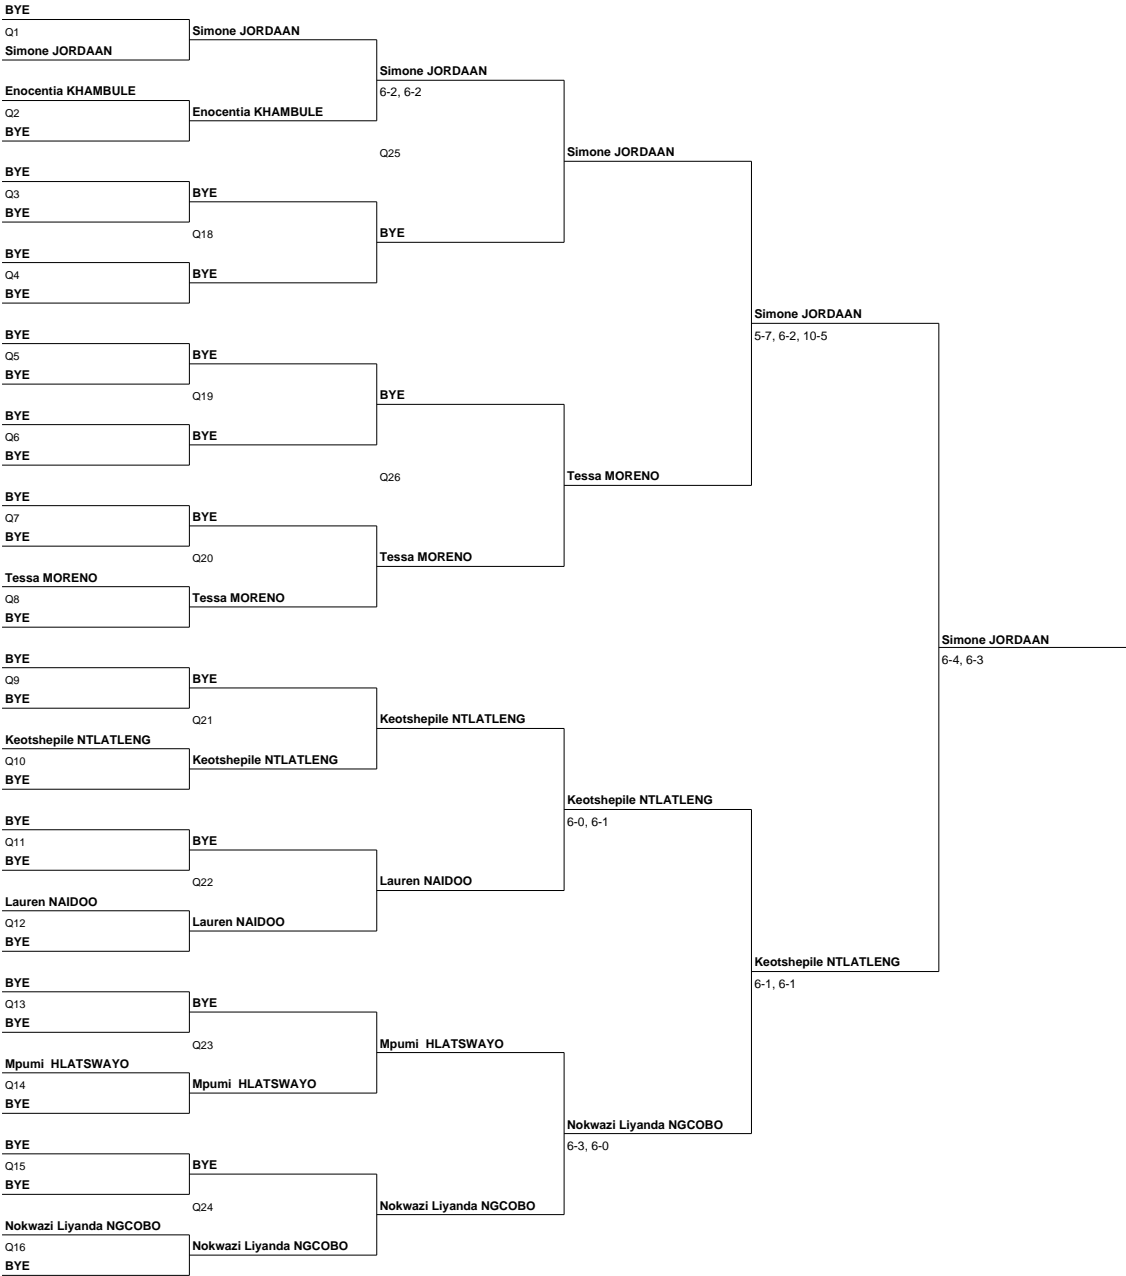 BYE
Q1
Simone JORDAAN
Simone JORDAAN
Simone JORDAAN
6-2, 6-2
Enocentia KHAMBULE
Q2
Enocentia KHAMBULE
BYE
Q25
Simone JORDAAN
BYE
Q3
BYE
BYE
Q18
BYE
BYE
Q4
BYE
BYE
Simone JORDAAN
5-7, 6-2, 10-5
BYE
Q5
BYE
BYE
Q19
BYE
BYE
Q6
BYE
BYE
Q26
Tessa MORENO
BYE
Q7
BYE
BYE
Q20
Tessa MORENO
Tessa MORENO
Q8
Tessa MORENO
BYE
Simone JORDAAN
6-4, 6-3
BYE
Q9
BYE
BYE
Q21
Keotshepile NTLATLENG
Keotshepile NTLATLENG
Q10
Keotshepile NTLATLENG
BYE
Keotshepile NTLATLENG
6-0, 6-1
BYE
Q11
BYE
BYE
Q22
Lauren NAIDOO
Lauren NAIDOO
Q12
Lauren NAIDOO
BYE
Keotshepile NTLATLENG
6-1, 6-1
BYE
Q13
BYE
BYE
Q23
Mpumi HLATSWAYO
Mpumi HLATSWAYO
Q14
Mpumi HLATSWAYO
BYE
Nokwazi Liyanda NGCOBO
6-3, 6-0
BYE
Q15
BYE
BYE
Q24
Nokwazi Liyanda NGCOBO
Nokwazi Liyanda NGCOBO
Q16
Nokwazi Liyanda NGCOBO
BYE